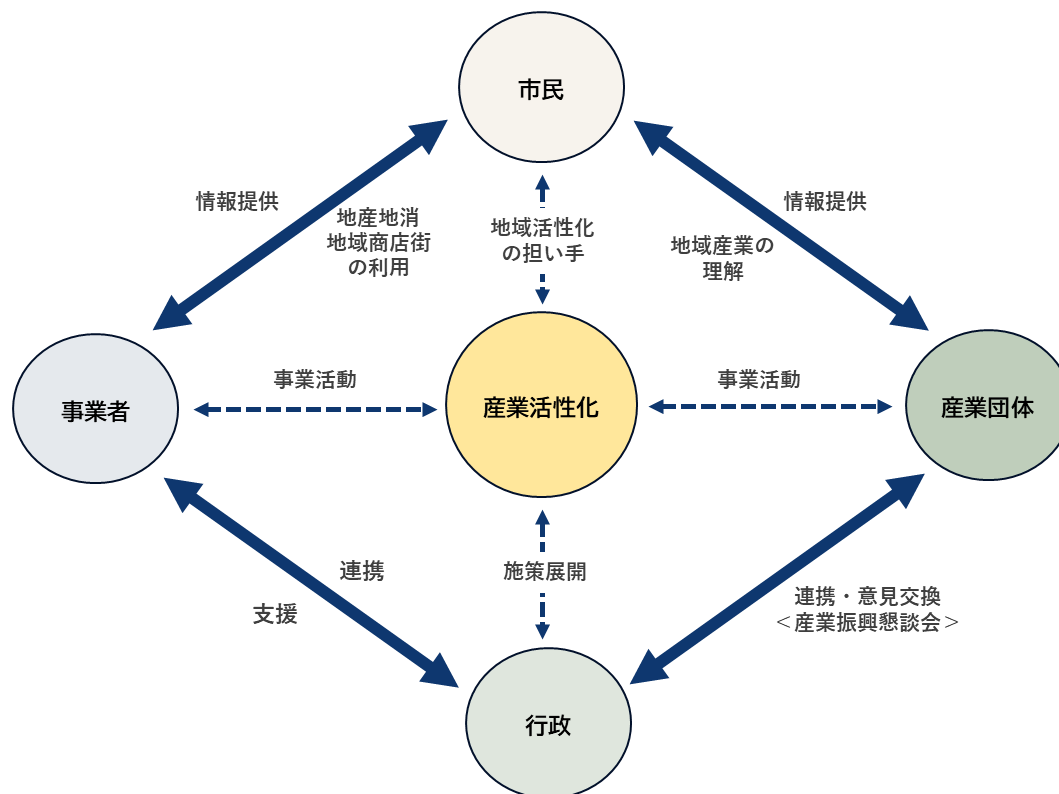 市民
情報提供
地産地消
地域商店街
の利用
地域活性化
の担い手
情報提供
地域産業の
理解
事業者
事業活動
産業活性化
事業活動
産業団体
連携
支援
施策展開
連携・意見交換
＜産業振興懇談会＞
行政